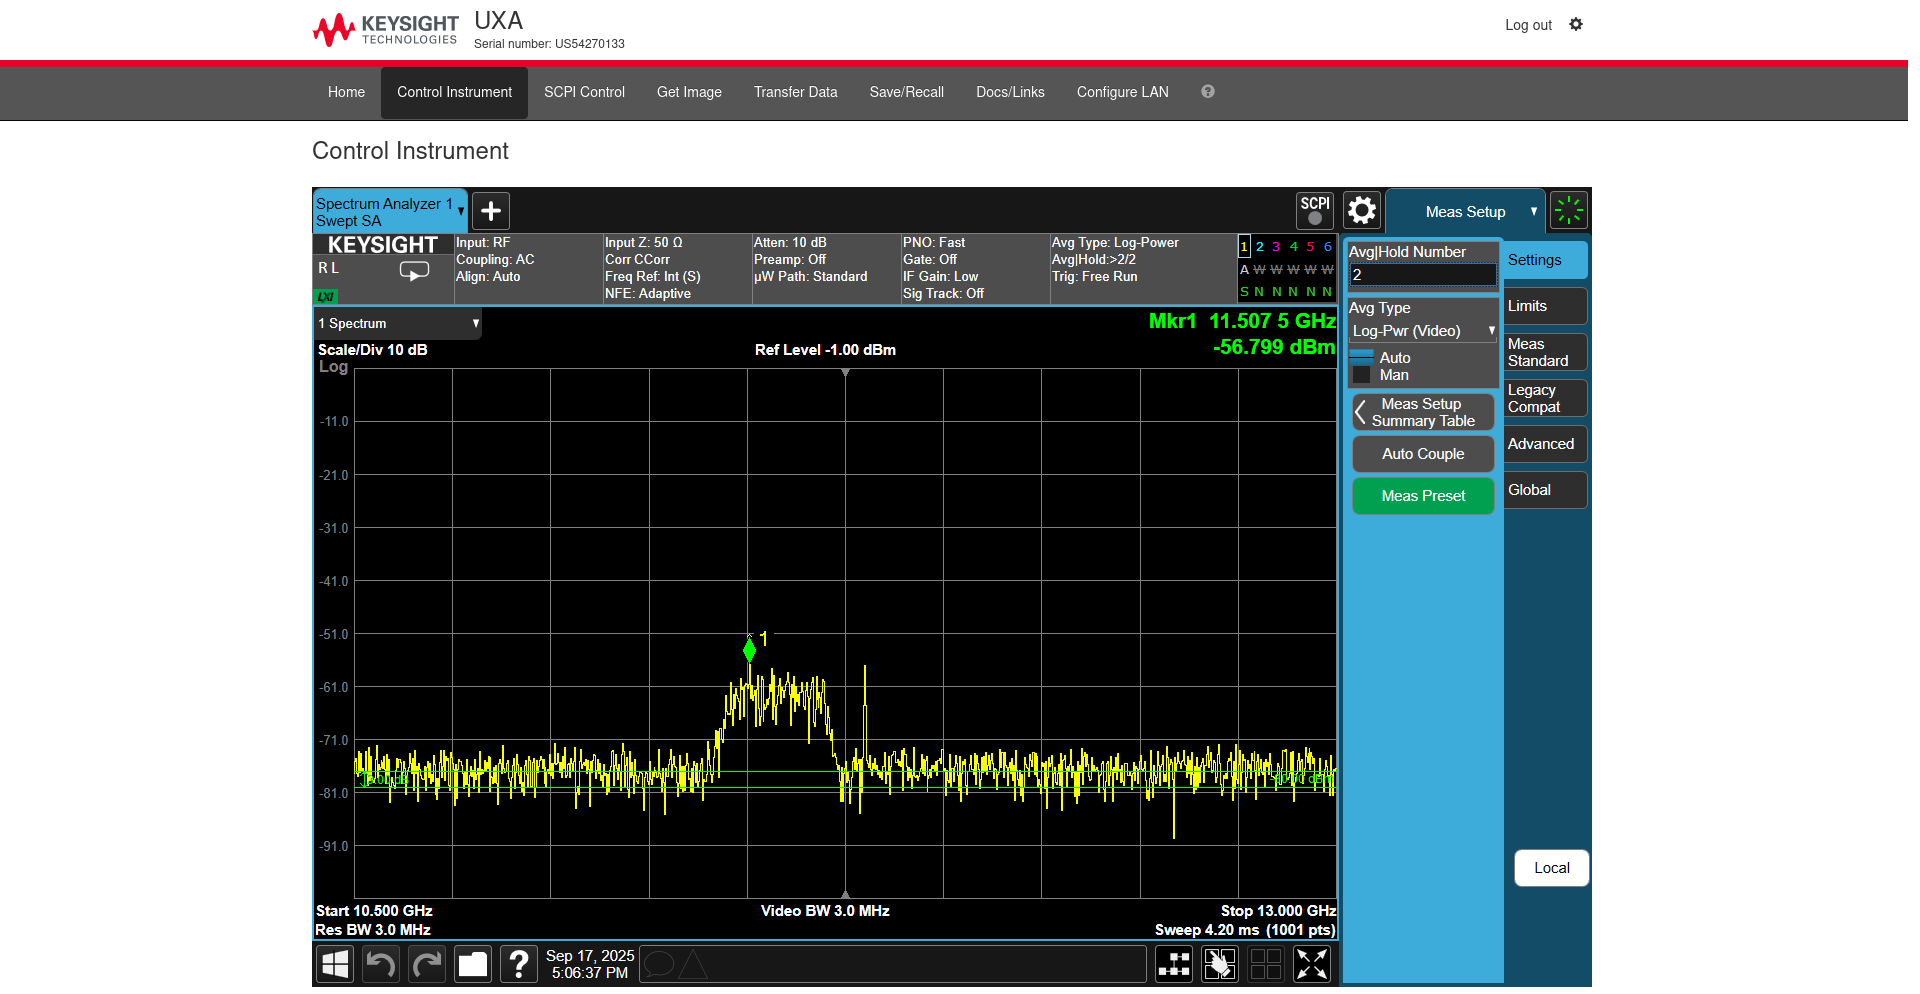 KEYSIGHT
TECHNOLOGIES
UXA
Serial number: US54270133
Log out
Home
Control Instrument
SCPI Control
Get Image
Transfer Data
Save/Recall
Docs/Links
Configure LAN
?
Control Instrument
Spectrum Analyzer 1
Swept SA
SCPI
Meas Setup
KEYSIGHT
R L
LXI
Input: RF
Coupling: AC
Align: Auto
Input Z: 50 Ω
Corr CCorr
Freq Ref: Int (S)
NFE: Adaptive
Atten: 10 dB
Preamp: Off
µW Path: Standard
PNO: Fast
Gate: Off
IF Gain: Low
Sig Track: Off
Avg Type: Log-Power
Avg|Hold:>2/2
Trig: Free Run
1 2 3 4 5 6
A W W W W W
S N N N N N
Avg|Hold Number
2
Avg Type
Log-Pwr (Video)
Auto
Man
Meas Setup
Summary Table
Auto Couple
Meas Preset
Settings
Limits
Meas
Standard
Legacy
Compat
Advanced
Global
Local
1 Spectrum
Scale/Div 10 dB
Log
Ref Level -1.00 dBm
Mkr1 11.507 5 GHz
-56.799 dBm
-11.0
-21.0
-31.0
-41.0
-51.0
-61.0
-71.0
-81.0
-91.0
1
Start 10.500 GHz
Res BW 3.0 MHz
Video BW 3.0 MHz
Stop 13.000 GHz
Sweep 4.20 ms (1001 pts)
?
Sep 17, 2025
5:06:37 PM